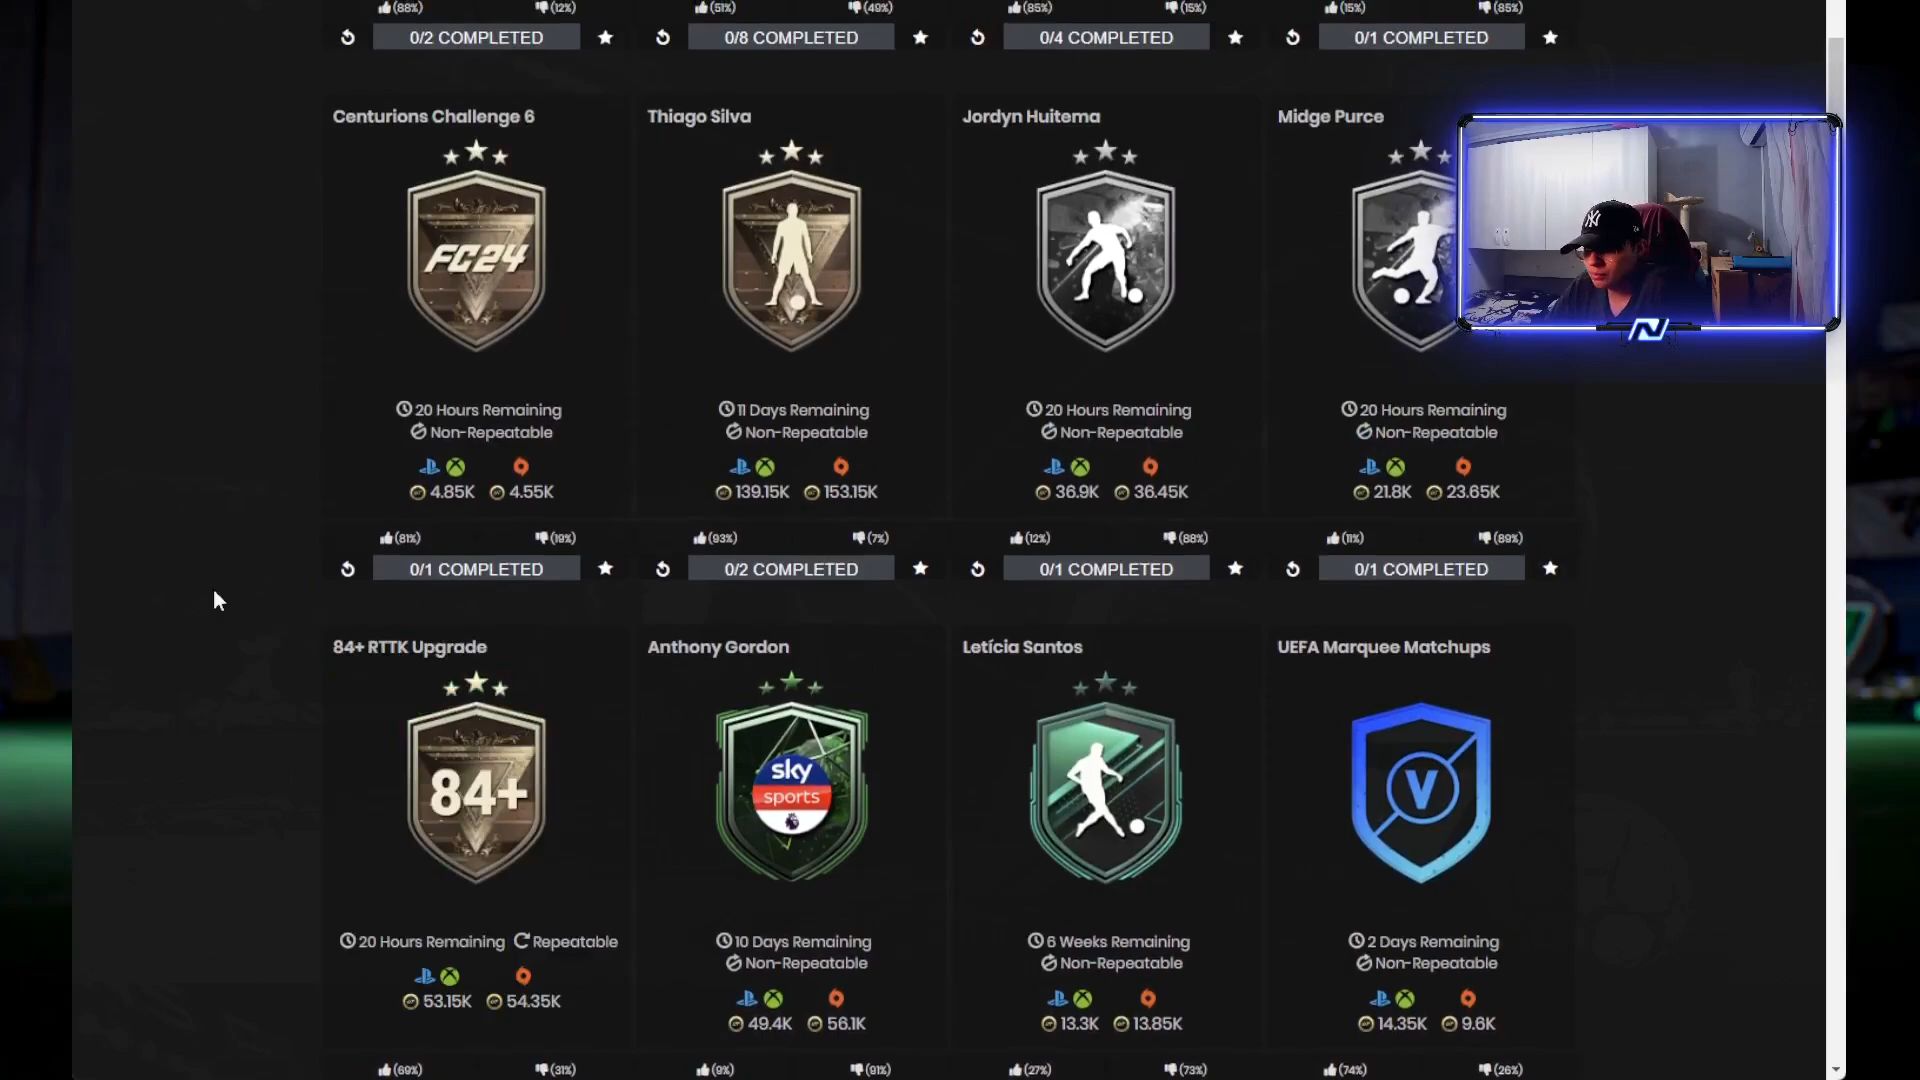 (88%) (12%) (51%) (49%) (85%) (15%) (15%) (85%)
0/2 COMPLETED 0/8 COMPLETED 0/4 COMPLETED 0/1 COMPLETED
Centurions Challenge 6 Thiago Silva Jordyn Huitema Midge Purce
FC24
NY
20 Hours Remaining 11 Days Remaining 20 Hours Remaining 20 Hours Remaining
Non-Repeatable Non-Repeatable Non-Repeatable Non-Repeatable
4.85K 4.55K 139.15K 153.15K 36.9K 36.45K 21.8K 23.65K
(81%) (19%) (93%) (7%) (12%) (88%) (11%) (89%)
0/1 COMPLETED 0/2 COMPLETED 0/1 COMPLETED 0/1 COMPLETED
84+ RTTK Upgrade Anthony Gordon Letícia Santos UEFA Marquee Matchups
84+
sky
sports
V
20 Hours Remaining Repeatable 10 Days Remaining 6 Weeks Remaining 2 Days Remaining
Non-Repeatable Non-Repeatable Non-Repeatable
53.15K 54.35K 49.4K 56.1K 13.3K 13.85K 14.35K 9.6K
(69%) (31%) (9%) (91%) (27%) (73%) (74%) (26%)